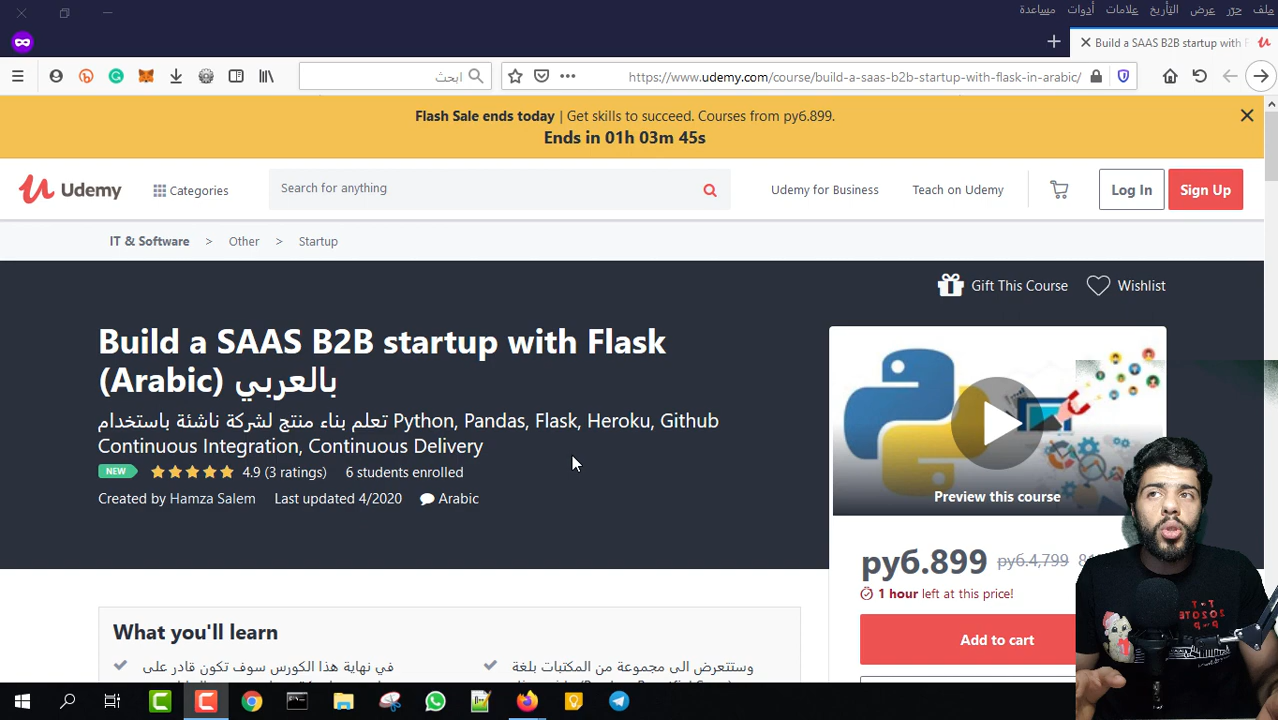 ملف حرّر عرض التأريخ علامات أدوات مساعدة
Build a SAAS B2B startup with F
https://www.udemy.com/course/build-a-saas-b2b-startup-with-flask-in-arabic/
ابحث
Flash Sale ends today | Get skills to succeed. Courses from руб.899.
Ends in 01h 03m 45s
Udemy
Categories
Search for anything
Udemy for Business
Teach on Udemy
Log In
Sign Up
IT & Software > Other > Startup
Gift This Course
Wishlist
Build a SAAS B2B startup with Flask
(Arabic) بالعربي
تعلم بناء منتج لشركة ناشئة باستخدام Python, Pandas, Flask, Heroku, Github
Continuous Integration, Continuous Delivery
NEW 4.9 (3 ratings) 6 students enrolled
Created by Hamza Salem Last updated 4/2020 Arabic
Preview this course
руб.899 руб.4,799
1 hour left at this price!
Add to cart
What you'll learn
في نهاية هذا الكورس سوف تكون قادر على
وستتعرض الى مجموعة من المكتبات بلغة